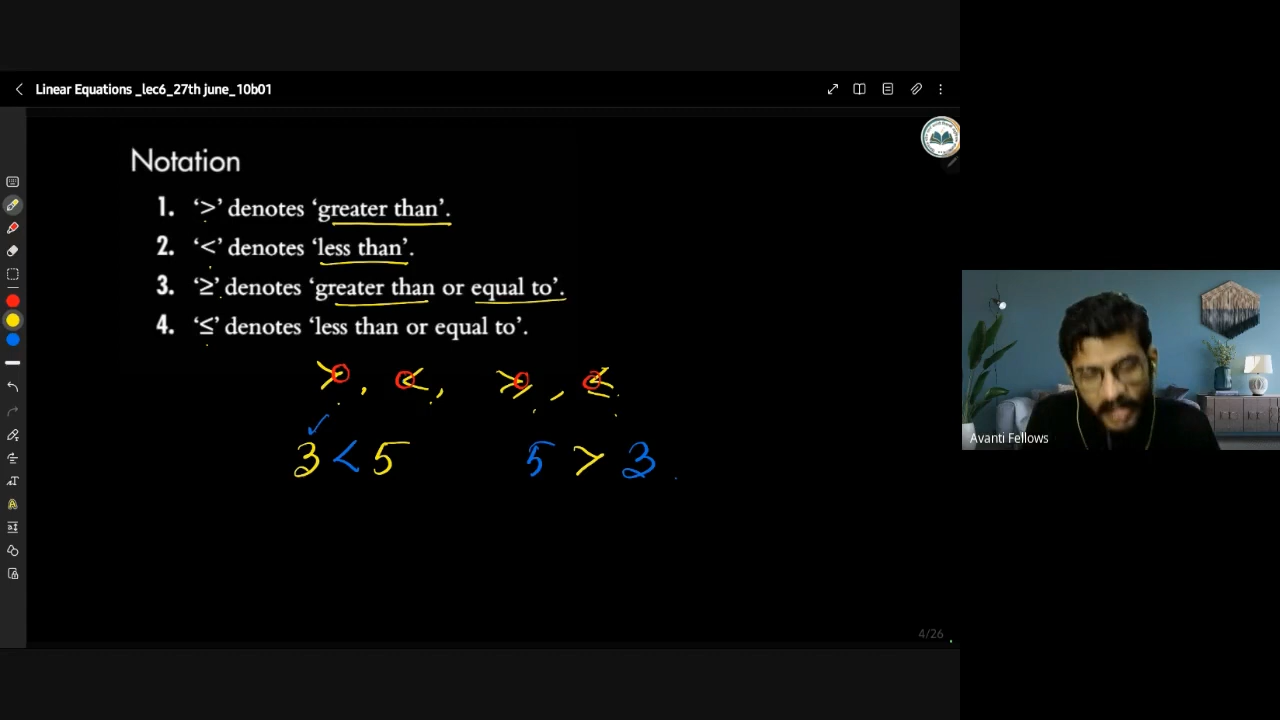 Linear Equations _lec6_27th june_10b01
Notation
1. ‘>’ denotes ‘greater than’.
2. ‘<’ denotes ‘less than’.
3. ‘≥’ denotes ‘greater than or equal to’.
4. ‘≤’ denotes ‘less than or equal to’.
>, <, ≥, ≤
3 < 5 5 > 3
Avanti Fellows
4/26